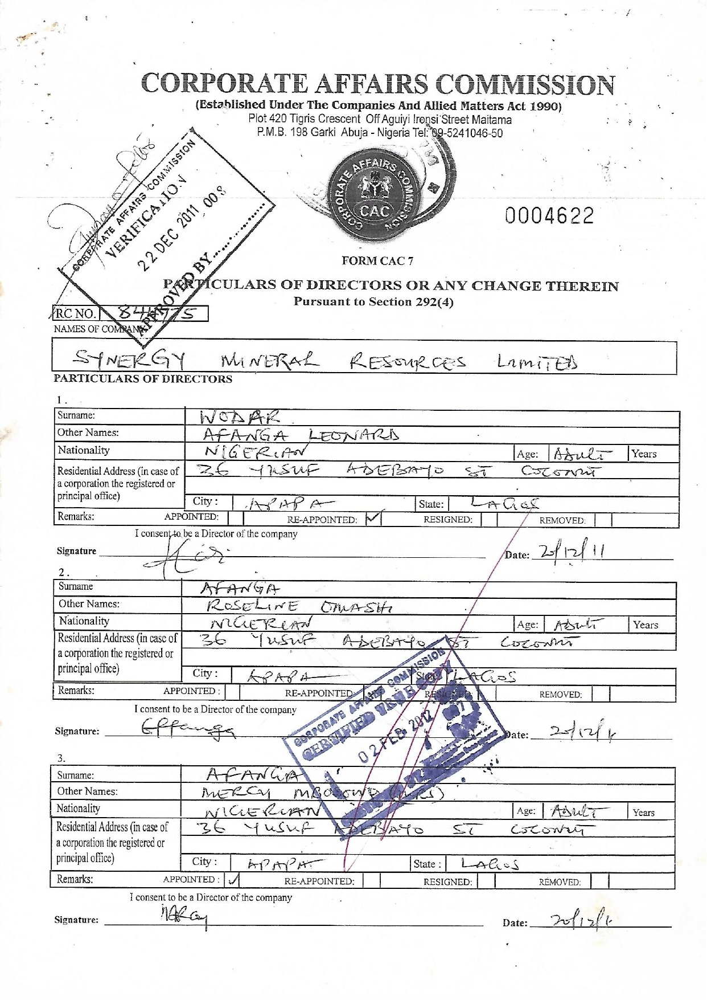 CORPORATE AFFAIRS COMMISSION
(Established Under The Companies And Allied Matters Act 1990)
Plot 420 Tigris Crescent Off Aguiyi Ironsi Street Maitama
P.M.B. 198 Garki Abuja - Nigeria Tel: 09-5241046-50
CORPORATE AFFAIRS COMMISSION
VERIFICATION
22 DEC 2011 008
APPROVED BY
CORPORATE AFFAIRS COMMISSION
CAC
0004622
FORM CAC 7
PARTICULARS OF DIRECTORS OR ANY CHANGE THEREIN
Pursuant to Section 292(4)
RC NO.
NAMES OF COMPANY
SYNERGY MINERAL RESOURCES LIMITED
PARTICULARS OF DIRECTORS
1.
Surname: WODAR
Other Names: AFANGA LEONARD
Nationality NIGERIAN Age: ADULT Years
Residential Address (in case of 36 YUSUF ADEBAYO ST COCONUT
a corporation the registered or
principal office) City: APAPA State: LAGOS
Remarks: APPOINTED: RE-APPOINTED: ✓ RESIGNED: REMOVED:
I consent to be a Director of the company
Signature Date: 20/12/11
2.
Surname AFANGA
Other Names: ROSELINE OMASHI
Nationality NIGERIAN Age: ADULT Years
Residential Address (in case of 36 YUSUF ADEBAYO ST COCONUT
a corporation the registered or
principal office) City: APAPA State: LAGOS
Remarks: APPOINTED: RE-APPOINTED: RESIGNED: REMOVED:
I consent to be a Director of the company
Signature: Effanga Date: 20/12/11
CORPORATE AFFAIRS COMMISSION
CERTIFIED TRUE COPY
02 FEB 2012
3.
Surname: AFANGA
Other Names: MERCY (MRS)
Nationality NIGERIAN Age: ADULT Years
Residential Address (in case of 36 YUSUF ADEBAYO ST COCONUT
a corporation the registered or
principal office) City: APAPA State: LAGOS
Remarks: APPOINTED: ✓ RE-APPOINTED: RESIGNED: REMOVED:
I consent to be a Director of the company
Signature: Mercy Date: 20/12/11